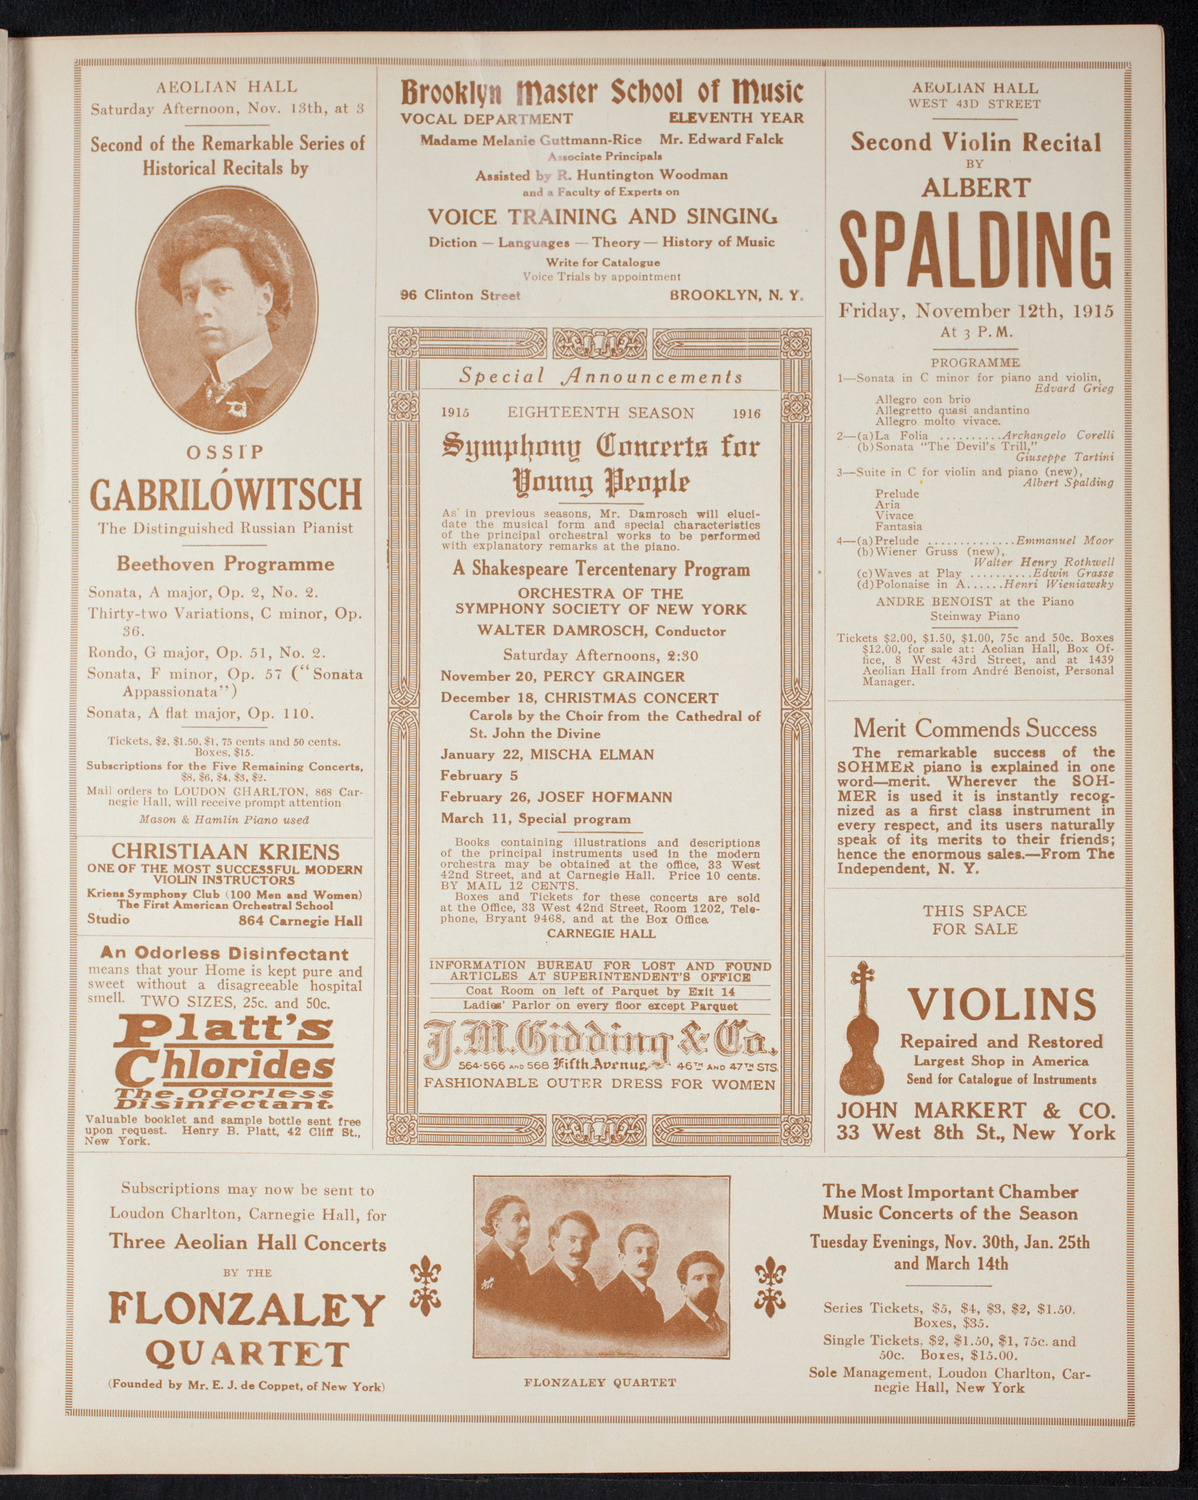 AEOLIAN HALL
Saturday Afternoon, Nov. 13th, at 3
Second of the Remarkable Series of
Historical Recitals by
OSSIP
GABRILÓWITSCH
The Distinguished Russian Pianist
Beethoven Programme
Sonata, A major, Op. 2, No. 2.
Thirty-two Variations, C minor, Op.
36.
Rondo, G major, Op. 51, No. 2.
Sonata, F minor, Op. 57 ("Sonata
Appassionata")
Sonata, A flat major, Op. 110.
Tickets, $2, $1.50, $1, 75 cents and 50 cents.
Boxes, $15.
Subscriptions for the Five Remaining Concerts,
$8, $6, $4, $3, $2.
Mail orders to LOUDON CHARLTON, 868 Car-
negie Hall, will receive prompt attention
Mason & Hamlin Piano used
CHRISTIAAN KRIENS
ONE OF THE MOST SUCCESSFUL MODERN
VIOLIN INSTRUCTORS
Kriens Symphony Club (100 Men and Women)
The First American Orchestral School
Studio 864 Carnegie Hall
An Odorless Disinfectant
means that your Home is kept pure and
sweet without a disagreeable hospital
smell. TWO SIZES, 25c. and 50c.
Platt's
Chlorides
The Odorless
Disinfectant.
Valuable booklet and sample bottle sent free
upon request. Henry B. Platt, 42 Cliff St.,
New York.
Brooklyn Master School of Music
VOCAL DEPARTMENT ELEVENTH YEAR
Madame Melanie Guttmann-Rice Mr. Edward Falck
Associate Principals
Assisted by R. Huntington Woodman
and a Faculty of Experts on
VOICE TRAINING AND SINGING
Diction — Languages — Theory — History of Music
Write for Catalogue
Voice Trials by appointment
96 Clinton Street BROOKLYN, N. Y.
Special Announcements
1915 EIGHTEENTH SEASON 1916
Symphony Concerts for
Young People
As in previous seasons, Mr. Damrosch will eluci-
date the musical form and special characteristics
of the principal orchestral works to be performed
with explanatory remarks at the piano.
A Shakespeare Tercentenary Program
ORCHESTRA OF THE
SYMPHONY SOCIETY OF NEW YORK
WALTER DAMROSCH, Conductor
Saturday Afternoons, 2:30
November 20, PERCY GRAINGER
December 18, CHRISTMAS CONCERT
Carols by the Choir from the Cathedral of
St. John the Divine
January 22, MISCHA ELMAN
February 5
February 26, JOSEF HOFMANN
March 11, Special program
Books containing illustrations and descriptions
of the principal instruments used in the modern
orchestra may be obtained at the office, 33 West
42nd Street, and at Carnegie Hall. Price 10 cents.
BY MAIL 12 CENTS.
Boxes and Tickets for these concerts are sold
at the Office, 33 West 42nd Street, Room 1202, Tele-
phone, Bryant 9468, and at the Box Office.
CARNEGIE HALL
INFORMATION BUREAU FOR LOST AND FOUND
ARTICLES AT SUPERINTENDENT'S OFFICE
Coat Room on left of Parquet by Exit 14
Ladies' Parlor on every floor except Parquet
J.M. Gidding & Co.
564-566 AND 568 Fifth Avenue 46TH AND 47TH STS.
FASHIONABLE OUTER DRESS FOR WOMEN
AEOLIAN HALL
WEST 43D STREET
Second Violin Recital
BY
ALBERT
SPALDING
Friday, November 12th, 1915
At 3 P. M.
PROGRAMME
1—Sonata in C minor for piano and violin,
Edvard Grieg
Allegro con brio
Allegretto quasi andantino
Allegro molto vivace.
2—(a) La Folia ..........Archangelo Corelli
(b) Sonata "The Devil's Trill,"
Giuseppe Tartini
3—Suite in C for violin and piano (new),
Albert Spalding
Prelude
Aria
Vivace
Fantasia
4—(a) Prelude ..............Emmanuel Moor
(b) Wiener Gruss (new),
Walter Henry Rothwell
(c) Waves at Play ..........Edwin Grasse
(d) Polonaise in A......Henri Wieniawsky
ANDRE BENOIST at the Piano
Steinway Piano
Tickets $2.00, $1.50, $1.00, 75c and 50c. Boxes
$12.00, for sale at: Aeolian Hall, Box Of-
fice, 8 West 43rd Street, and at 1439
Aeolian Hall from André Benoist, Personal
Manager.
Merit Commends Success
The remarkable success of the
SOHMER piano is explained in one
word—merit. Wherever the SOH-
MER is used it is instantly recog-
nized as a first class instrument in
every respect, and its users naturally
speak of its merits to their friends;
hence the enormous sales.—From The
Independent, N. Y.
THIS SPACE
FOR SALE
VIOLINS
Repaired and Restored
Largest Shop in America
Send for Catalogue of Instruments
JOHN MARKERT & CO.
33 West 8th St., New York
Subscriptions may now be sent to
Loudon Charlton, Carnegie Hall, for
Three Aeolian Hall Concerts
BY THE
FLONZALEY
QUARTET
(Founded by Mr. E. J. de Coppet, of New York)
FLONZALEY QUARTET
The Most Important Chamber
Music Concerts of the Season
Tuesday Evenings, Nov. 30th, Jan. 25th
and March 14th
Series Tickets, $5, $4, $3, $2, $1.50.
Boxes, $35.
Single Tickets, $2, $1.50, $1, 75c. and
50c. Boxes, $15.00.
Sole Management, Loudon Charlton, Car-
negie Hall, New York